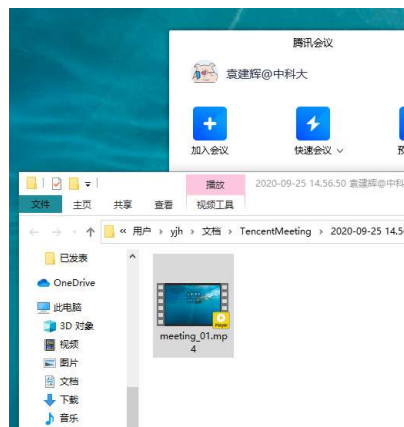 腾讯会议
袁建辉@中科大
加入会议
快速会议
播放
2020-09-25 14.56.50 袁建辉@中科
文件
主页
共享
查看
视频工具
« 用户 › yjh › 文档 › TencentMeeting › 2020-09-25 14.5
已发表
OneDrive
此电脑
3D 对象
视频
图片
文档
下载
音乐
meeting_01.mp
4